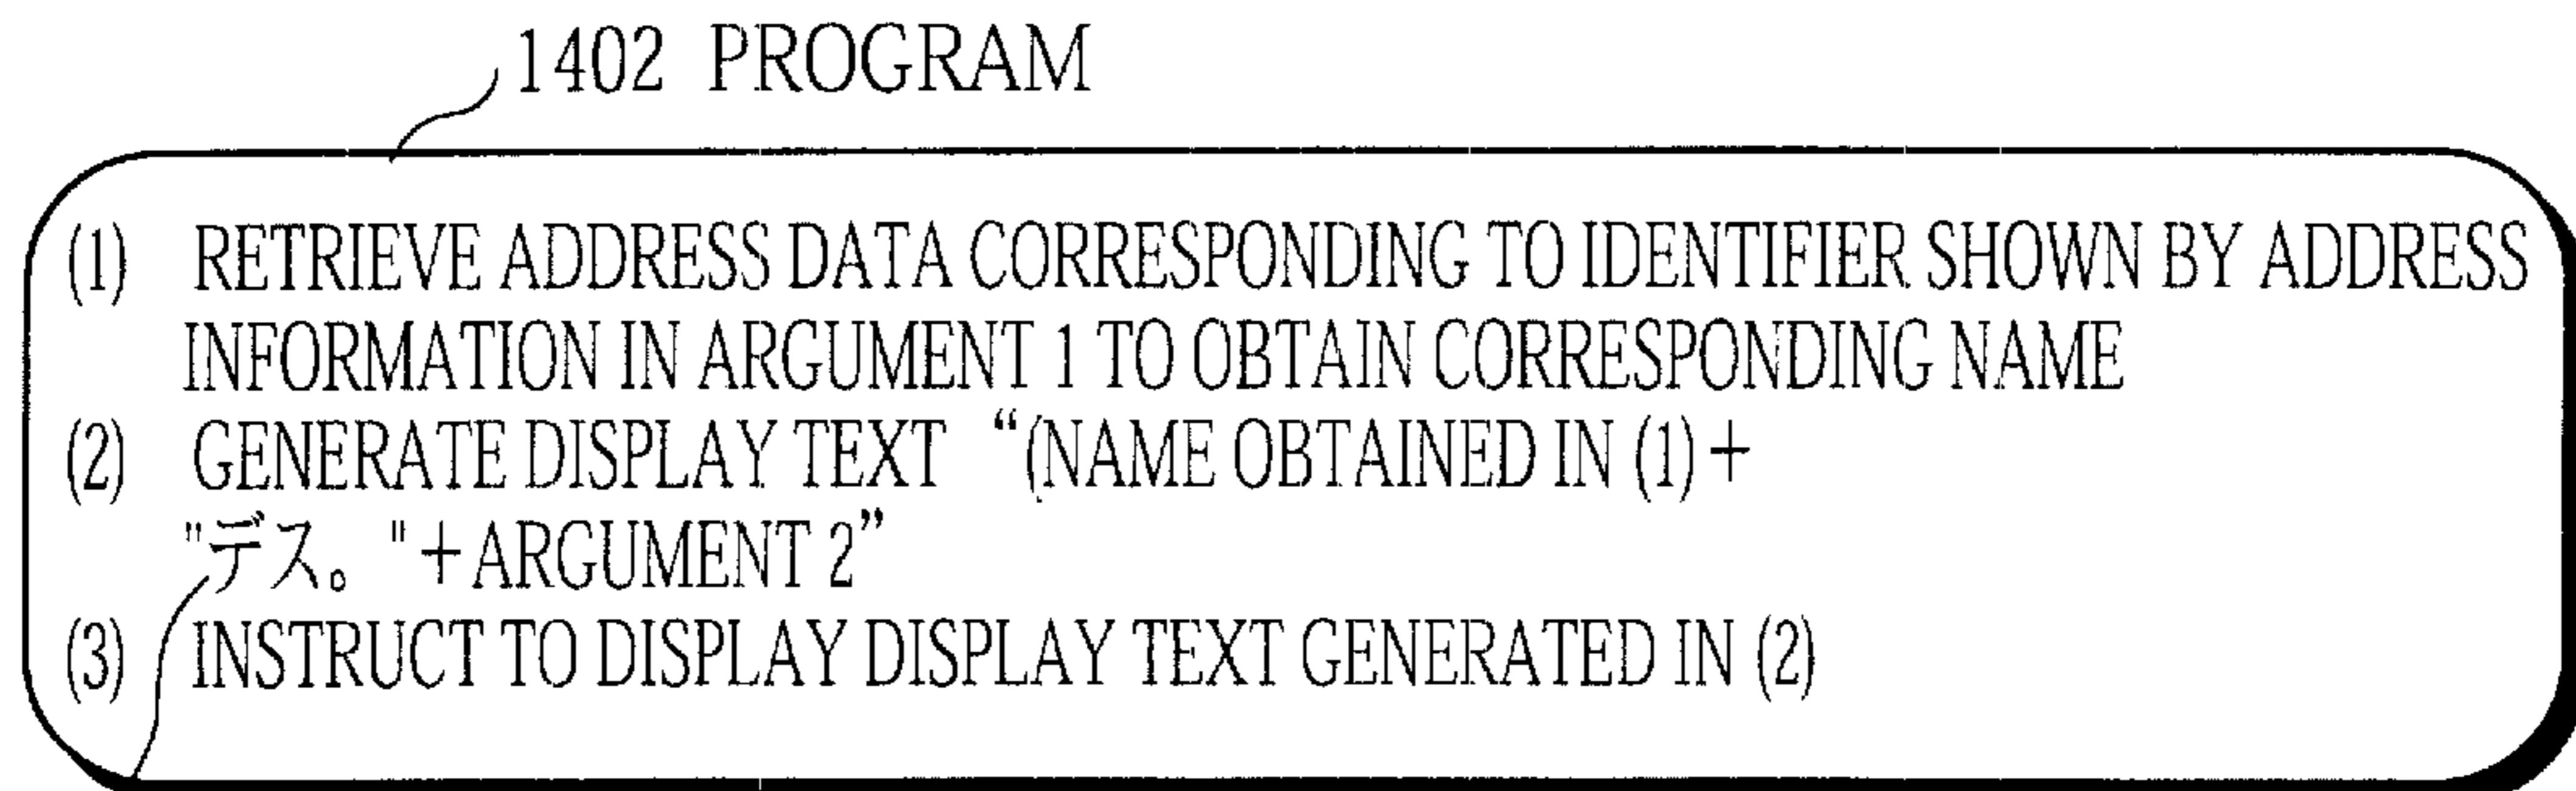 1402 PROGRAM
(1) RETRIEVE ADDRESS DATA CORRESPONDING TO IDENTIFIER SHOWN BY ADDRESS
INFORMATION IN ARGUMENT 1 TO OBTAIN CORRESPONDING NAME
(2) GENERATE DISPLAY TEXT “(NAME OBTAINED IN (1)+
"デス。"+ARGUMENT 2”
(3) INSTRUCT TO DISPLAY DISPLAY TEXT GENERATED IN (2)